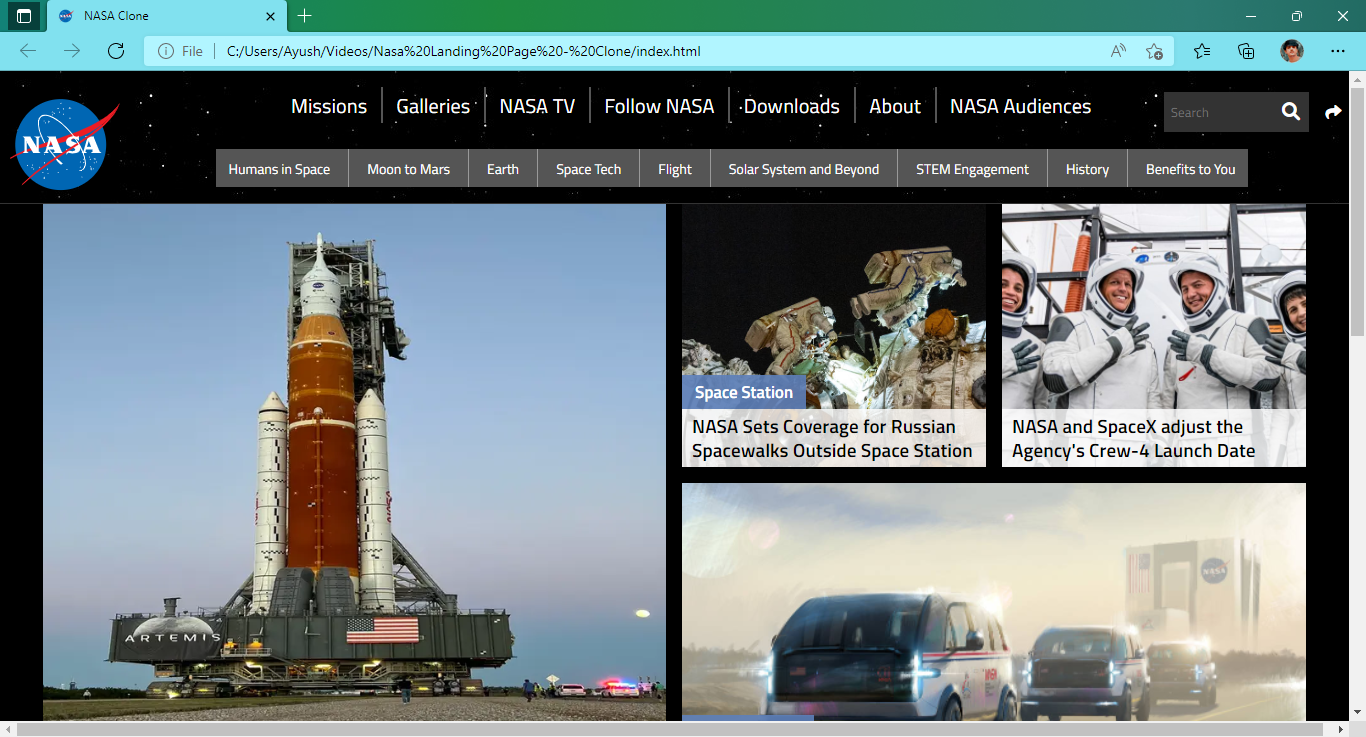 NASA Clone
File
C:/Users/Ayush/Videos/Nasa%20Landing%20Page%20-%20Clone/index.html
Missions Galleries NASA TV Follow NASA Downloads About NASA Audiences
Search
NASA
Humans in Space Moon to Mars Earth Space Tech Flight Solar System and Beyond STEM Engagement History Benefits to You
Space Station
NASA Sets Coverage for Russian
Spacewalks Outside Space Station
NASA and SpaceX adjust the
Agency's Crew-4 Launch Date
NASA
ARTEMIS